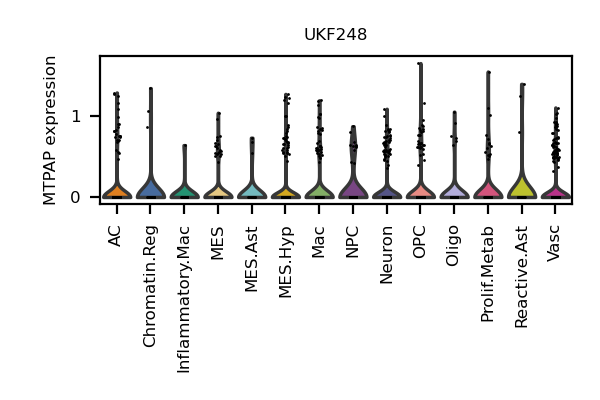 UKF248
MTPAP expression
1
0
AC
Chromatin.Reg
Inflammatory.Mac
MES
MES.Ast
MES.Hyp
Mac
NPC
Neuron
OPC
Oligo
Prolif.Metab
Reactive.Ast
Vasc